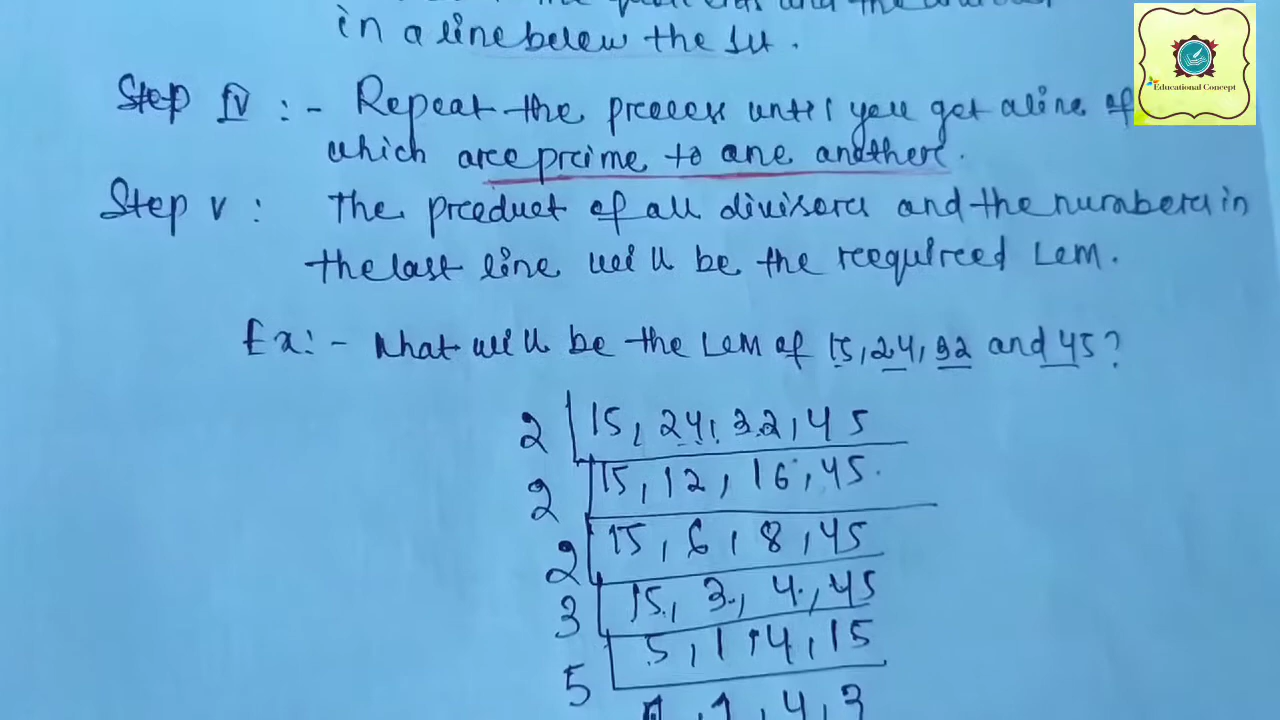 in a line below the 1st.
Educational Concept
Step IV :- Repeat the process until you get a line of
which are prime to one another.
Step V : The product of all divisors and the numbers in
the last line will be the required Lcm.
Ex:- What will be the Lcm of 15, 24, 32 and 45?
2 | 15, 24, 32, 45
2 | 15, 12, 16, 45
2 | 15, 6, 8, 45
3 | 15, 3, 4, 45
5 | 5, 1, 4, 15
1, 1, 4, 3